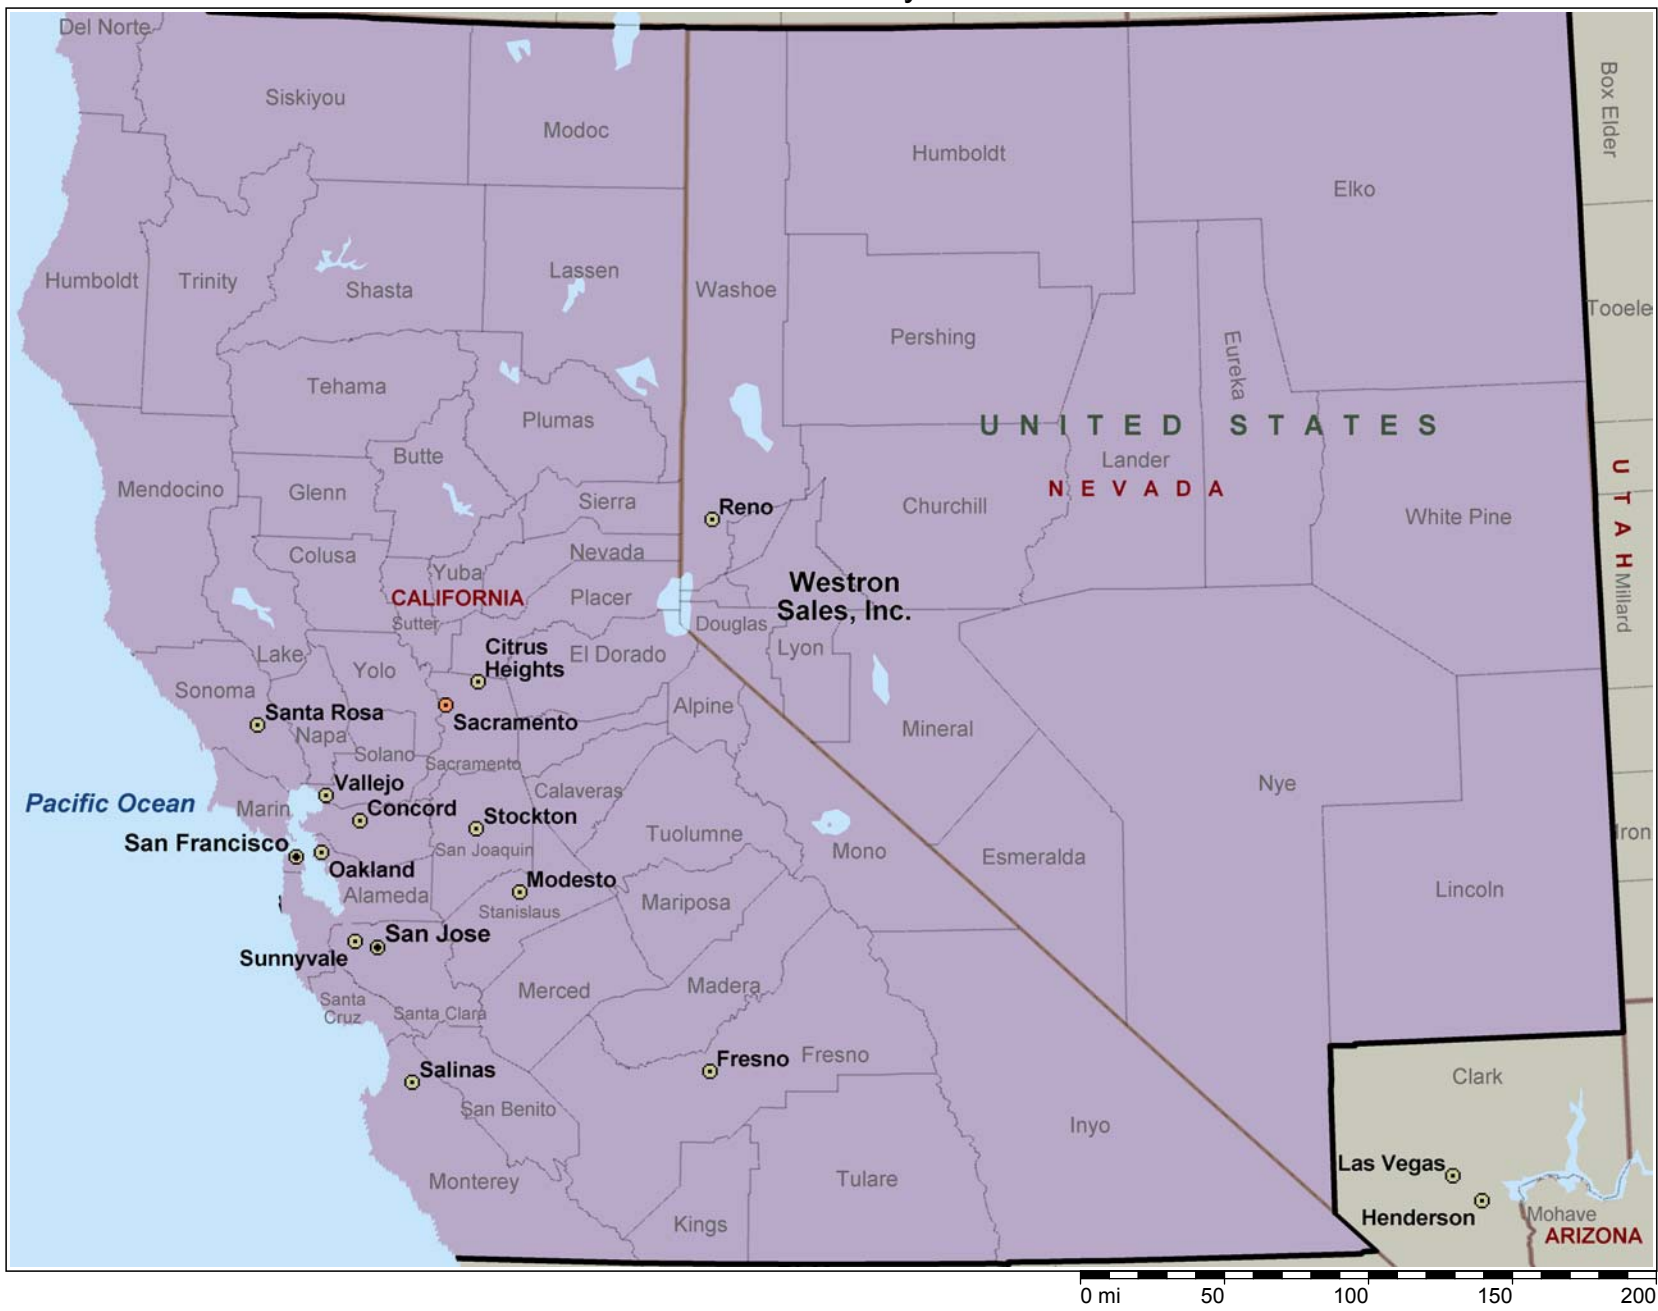 Del Norte
Siskiyou
Modoc
Humboldt
Elko
Box Elder
Humboldt
Trinity
Shasta
Lassen
Washoe
Pershing
Eureka
Tooele
Tehama
Plumas
UNITED STATES
Butte
Lander
NEVADA
UTAH
Mendocino
Glenn
Sierra
Reno
Churchill
White Pine
Colusa
Nevada
Yuba
CALIFORNIA
Placer
Westron
Sales, Inc.
Millard
Sutter
Douglas
Lyon
Citrus
Heights
El Dorado
Lake
Yolo
Sonoma
Santa Rosa
Napa
Sacramento
Alpine
Mineral
Solano
Sacramento
Vallejo
Calaveras
Nye
Pacific Ocean
Marin
Concord
Stockton
Tuolumne
San Francisco
San Joaquin
Mono
Esmeralda
Iron
Oakland
Alameda
Modesto
Stanislaus
Mariposa
Lincoln
San Jose
Sunnyvale
Merced
Madera
Santa
Cruz
Santa Clara
Salinas
Fresno
Fresno
Clark
San Benito
Inyo
Monterey
Tulare
Las Vegas
Kings
Henderson
Mohave
ARIZONA
0 mi 50 100 150 200